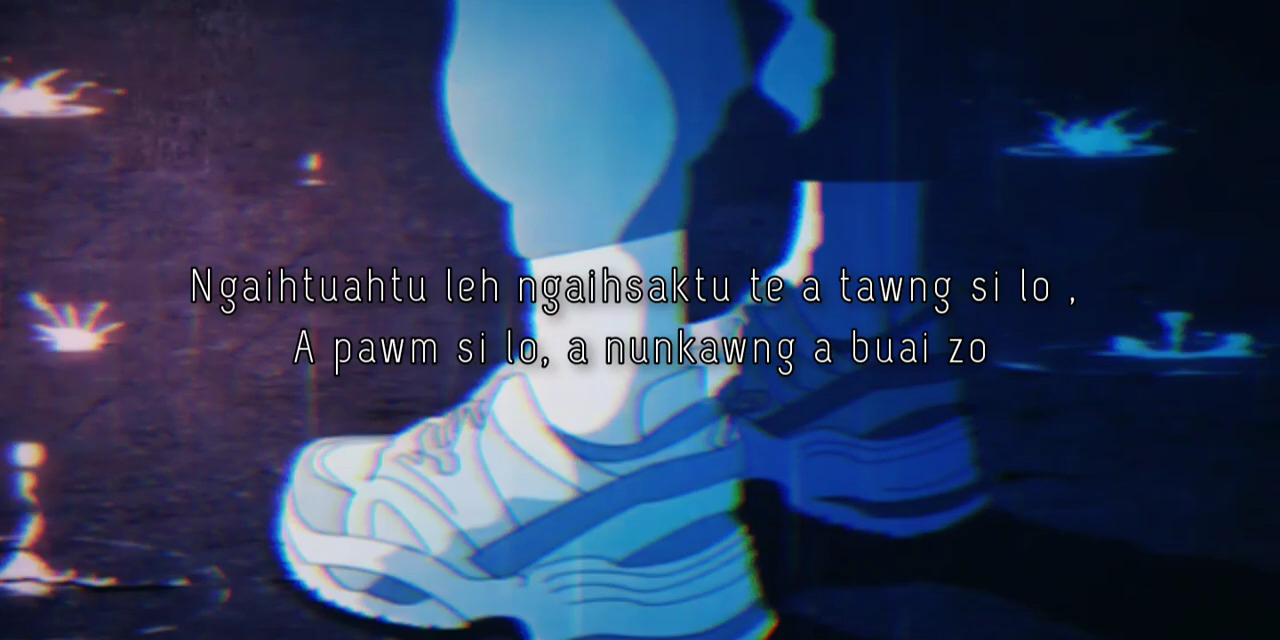 Ngaihtuahtu leh ngaihsaktu te a tawng si lo ,
A pawm si lo, a nunkawng a buai zo